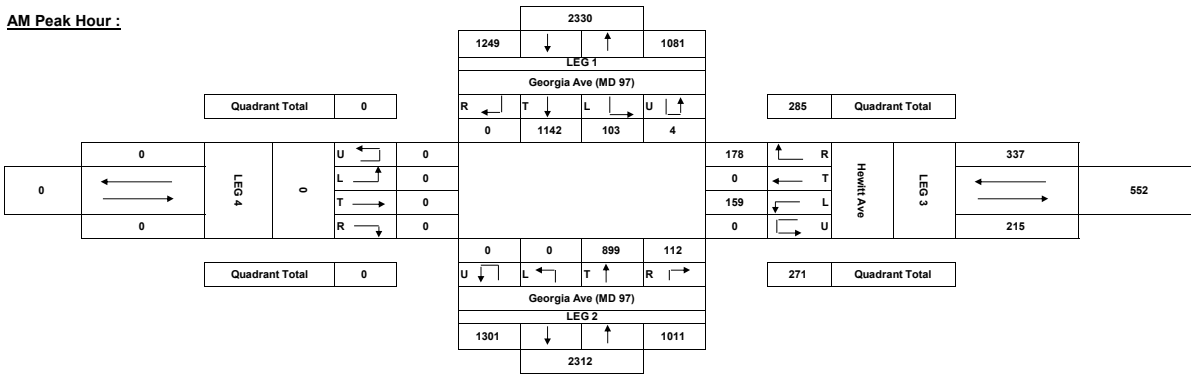 AM Peak Hour :
2330
1249 1081
LEG 1
Georgia Ave (MD 97)
Quadrant Total 0
R T L U
285 Quadrant Total
0 1142 103 4
0 U 0 178 R 337
0 L 0 0 T 552
LEG 4 0 Hewitt Ave LEG 3
T 0 159 L
0 R 0 0 U 215
0 0 899 112
Quadrant Total 0
U L T R
271 Quadrant Total
Georgia Ave (MD 97)
LEG 2
1301 1011
2312